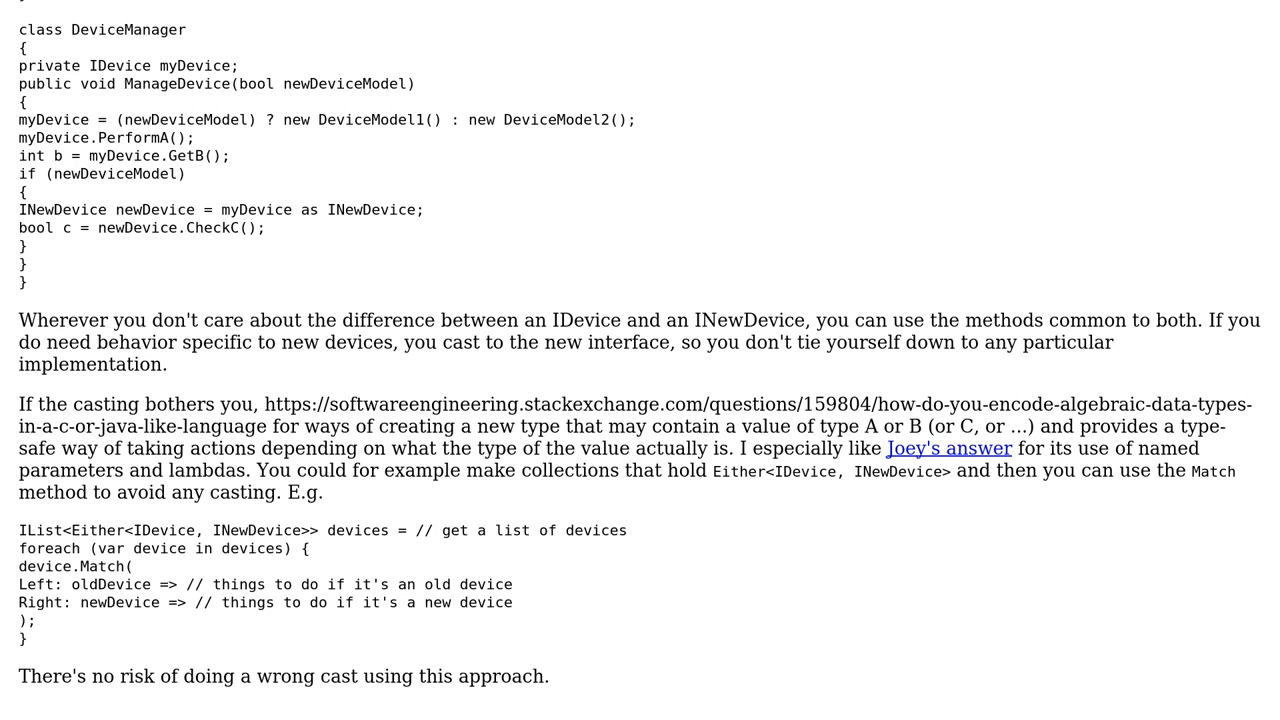 class DeviceManager
{
private IDevice myDevice;
public void ManageDevice(bool newDeviceModel)
{
myDevice = (newDeviceModel) ? new DeviceModel1() : new DeviceModel2();
myDevice.PerformA();
int b = myDevice.GetB();
if (newDeviceModel)
{
INewDevice newDevice = myDevice as INewDevice;
bool c = newDevice.CheckC();
}
}
}
Wherever you don't care about the difference between an IDevice and an INewDevice, you can use the methods common to both. If you
do need behavior specific to new devices, you cast to the new interface, so you don't tie yourself down to any particular
implementation.
If the casting bothers you, https://softwareengineering.stackexchange.com/questions/159804/how-do-you-encode-algebraic-data-types-
in-a-c-or-java-like-language for ways of creating a new type that may contain a value of type A or B (or C, or ...) and provides a type-
safe way of taking actions depending on what the type of the value actually is. I especially like Joey's answer for its use of named
parameters and lambdas. You could for example make collections that hold Either<IDevice, INewDevice> and then you can use the Match
method to avoid any casting. E.g.
IList<Either<IDevice, INewDevice>> devices = // get a list of devices
foreach (var device in devices) {
device.Match(
Left: oldDevice => // things to do if it's an old device
Right: newDevice => // things to do if it's a new device
);
}
There's no risk of doing a wrong cast using this approach.